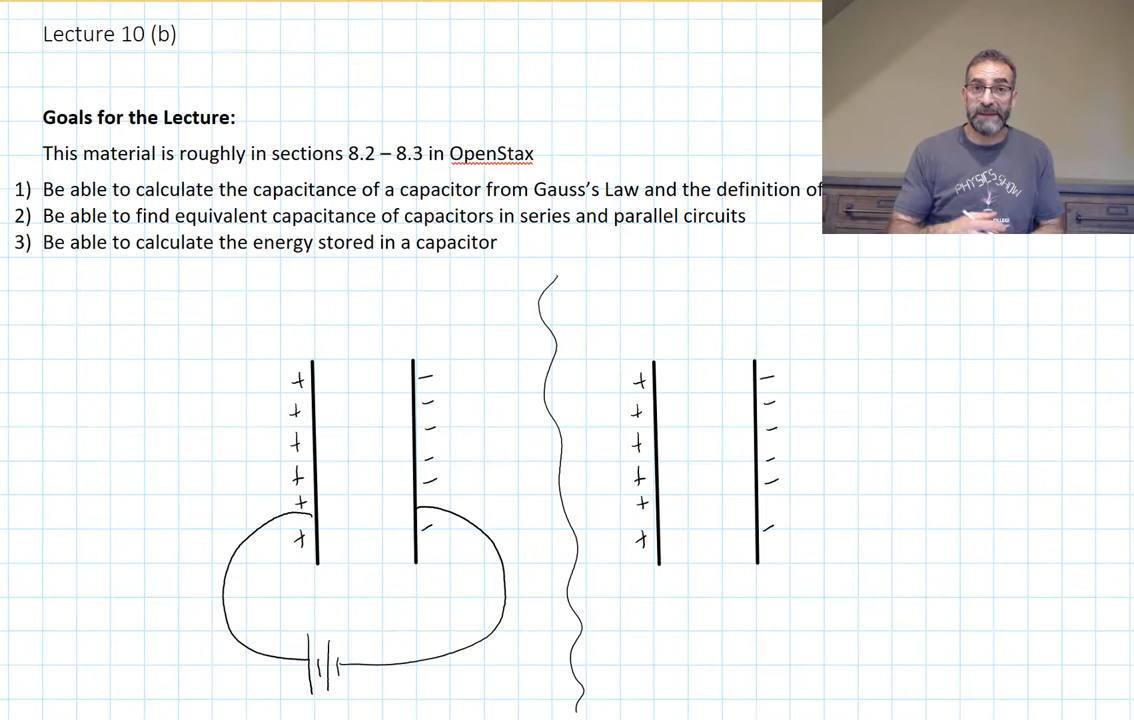 Lecture 10 (b)
Goals for the Lecture:
This material is roughly in sections 8.2 – 8.3 in OpenStax
1) Be able to calculate the capacitance of a capacitor from Gauss's Law and the definition of
2) Be able to find equivalent capacitance of capacitors in series and parallel circuits
3) Be able to calculate the energy stored in a capacitor
PHYSICS SHOW
+ −
+ −
+ −
+ −
+ −
+ −
+ −
+ −
+ −
+ −
+ −
+ −